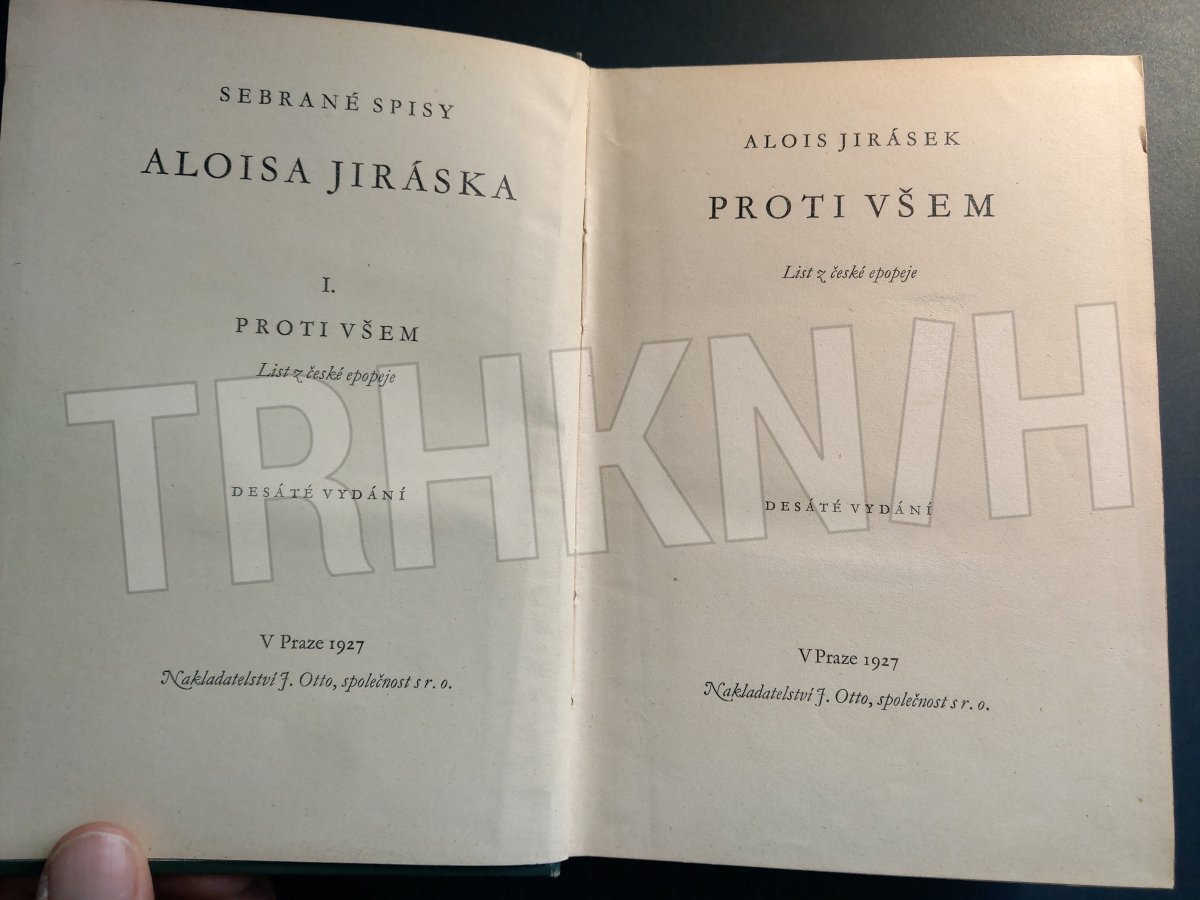 SEBRANÉ SPISY
ALOISA JIRÁSKA
I.
PROTI VŠEM
List z české epopeje
DESÁTÉ VYDÁNÍ
V Praze 1927
Nakladatelství J. Otto, společnost s r. o.
ALOIS JIRÁSEK
PROTI VŠEM
List z české epopeje
DESÁTÉ VYDÁNÍ
V Praze 1927
Nakladatelství J. Otto, společnost s r. o.
TRHKN/H